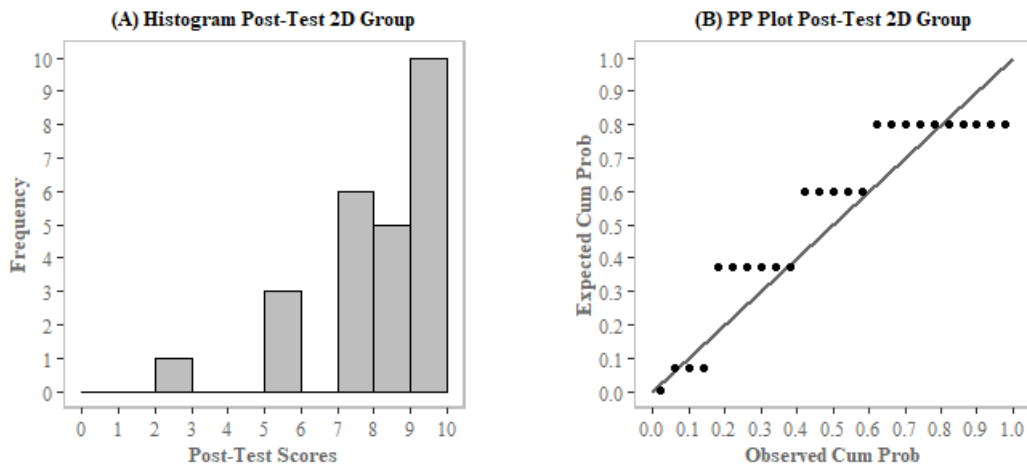 (A) Histogram Post-Test 2D Group
10
9
8
7
6
5
4
3
2
1
0
Frequency
0 1 2 3 4 5 6 7 8 9 10
Post-Test Scores
(B) PP Plot Post-Test 2D Group
1.0
0.9
0.8
0.7
0.6
0.5
0.4
0.3
0.2
0.1
0.0
Expected Cum Prob
0.0 0.1 0.2 0.3 0.4 0.5 0.6 0.7 0.8 0.9 1.0
Observed Cum Prob